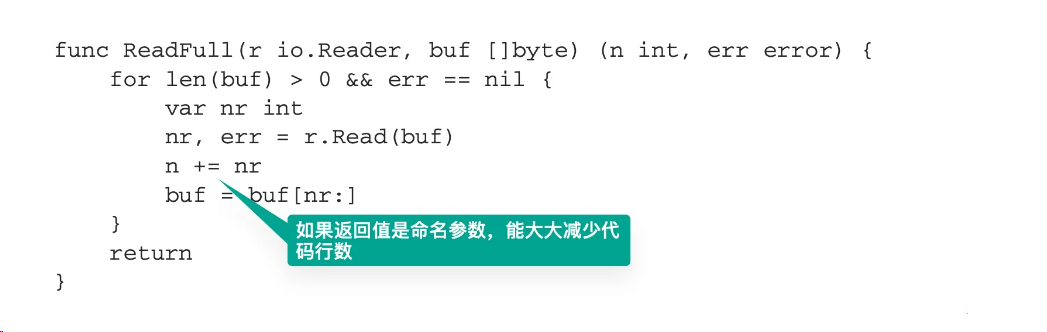 func ReadFull(r io.Reader, buf []byte) (n int, err error) {
    for len(buf) > 0 && err == nil {
        var nr int
        nr, err = r.Read(buf)
        n += nr
        buf = buf[nr:]
    }
    return
}
如果返回值是命名参数，能大大减少代
码行数